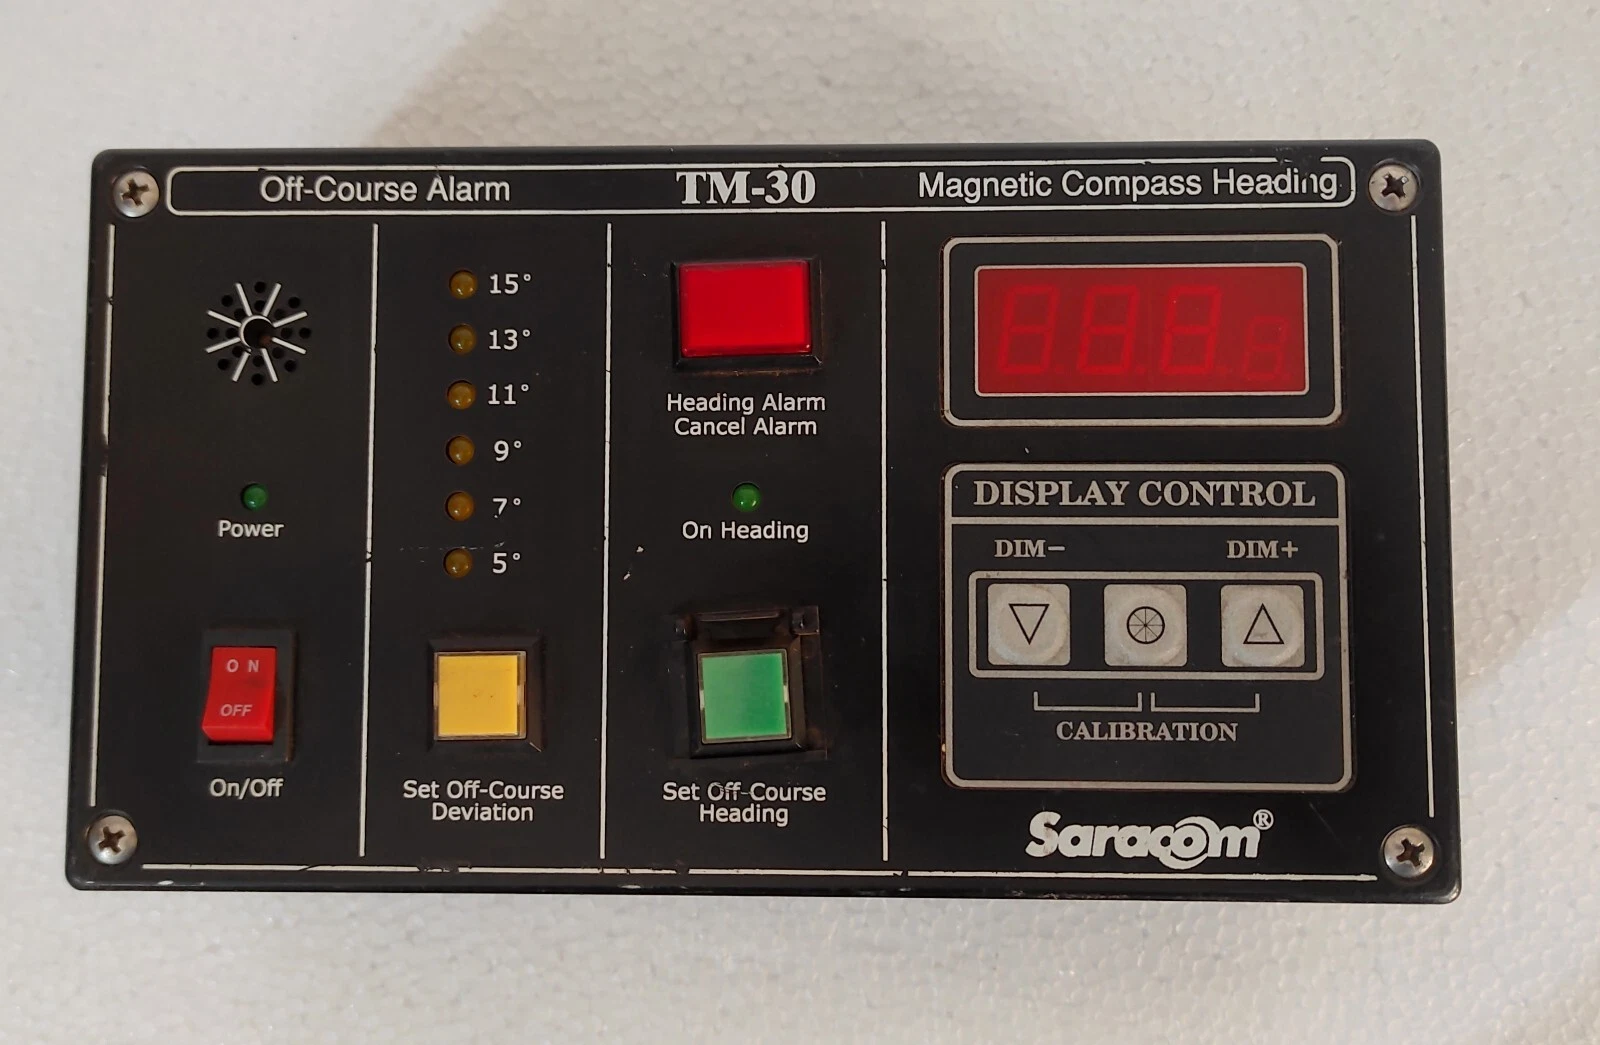 Off-Course Alarm TM-30 Magnetic Compass Heading
15°
13°
11°
9°
7°
5°
Power
ON
OFF
On/Off
Set Off-Course
Deviation
Heading Alarm
Cancel Alarm
On Heading
Set Off-Course
Heading
DISPLAY CONTROL
DIM− DIM+
CALIBRATION
Saracom®